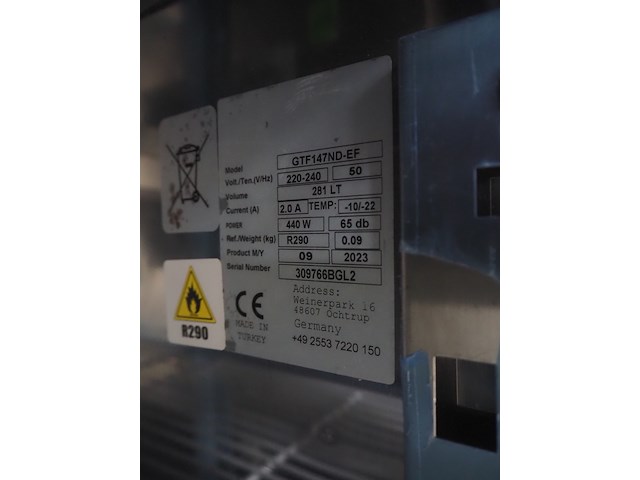 Model GTF147ND-EF
Volt./Ten.(V/Hz) 220-240 50
Volume 281 LT
Current (A) 2.0 A TEMP: -10/-22
POWER 440 W 65 db
Ref./Weight (kg) R290 0.09
Product M/Y 09 2023
Serial Number 309766BGL2
CE
MADE IN
TURKEY
Address:
Weinerpark 16
48607 Ochtrup
Germany
+49 2553 7220 150
R290